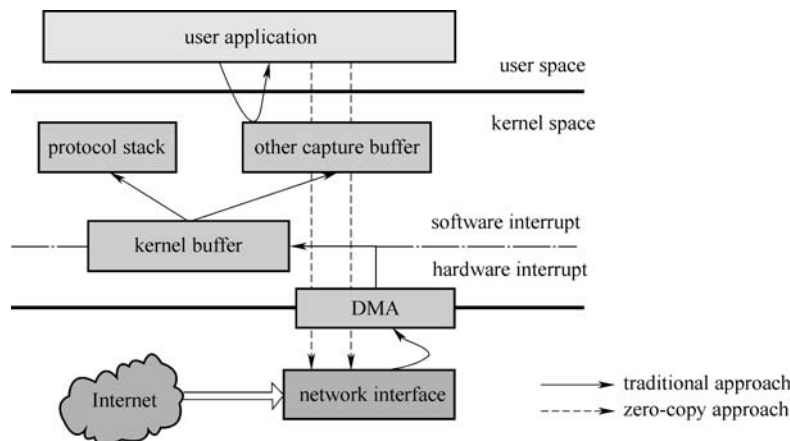 user application
user space
kernel space
protocol stack
other capture buffer
software interrupt
kernel buffer
hardware interrupt
DMA
Internet
network interface
traditional approach
zero-copy approach